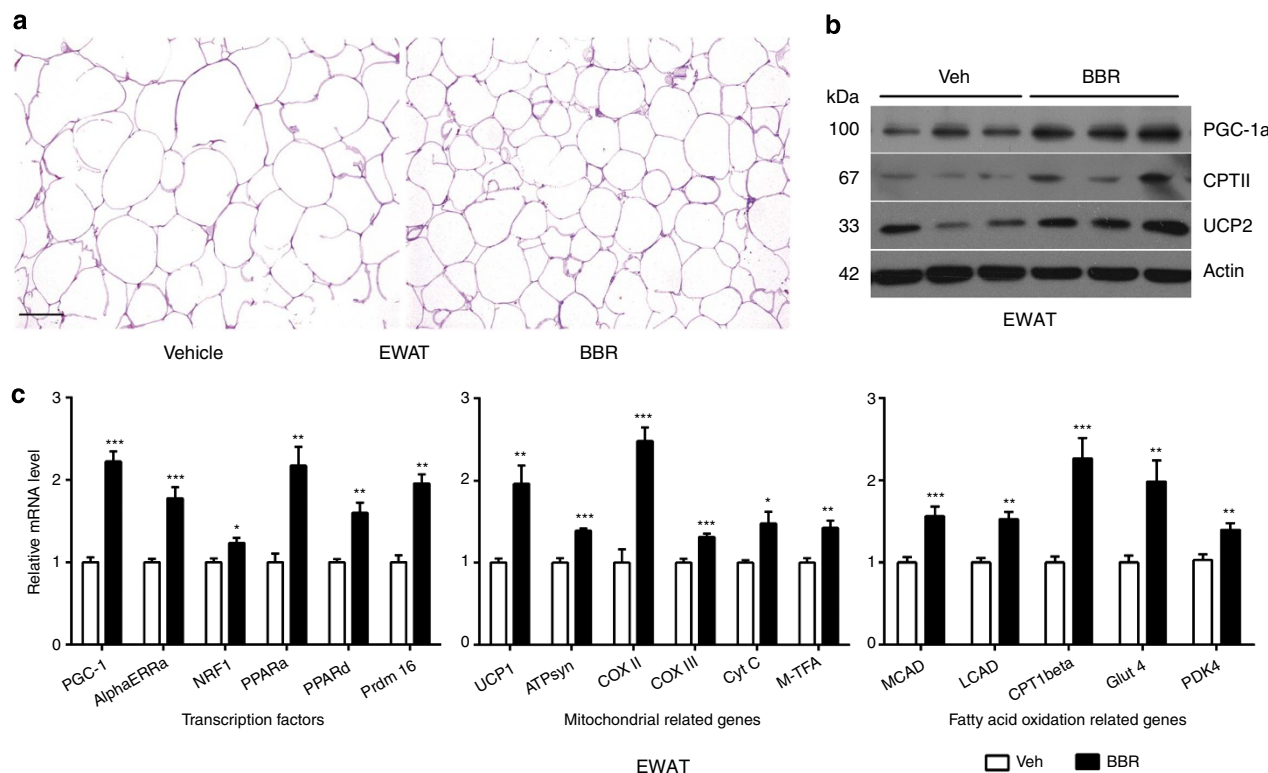 a
Vehicle EWAT BBR
b
Veh BBR
kDa
100 PGC-1a
67 CPTII
33 UCP2
42 Actin
EWAT
c
Relative mRNA level
3
2
1
0
PGC-1 AlphaERRa NRF1 PPARa PPARd Prdm 16
*** *** * ** ** **
Transcription factors
3
2
1
0
UCP1 ATPsyn COX II COX III Cyt C M-TFA
** *** *** *** * **
Mitochondrial related genes
3
2
1
0
MCAD LCAD CPT1beta Glut 4 PDK4
*** ** *** ** **
Fatty acid oxidation related genes
EWAT
Veh BBR